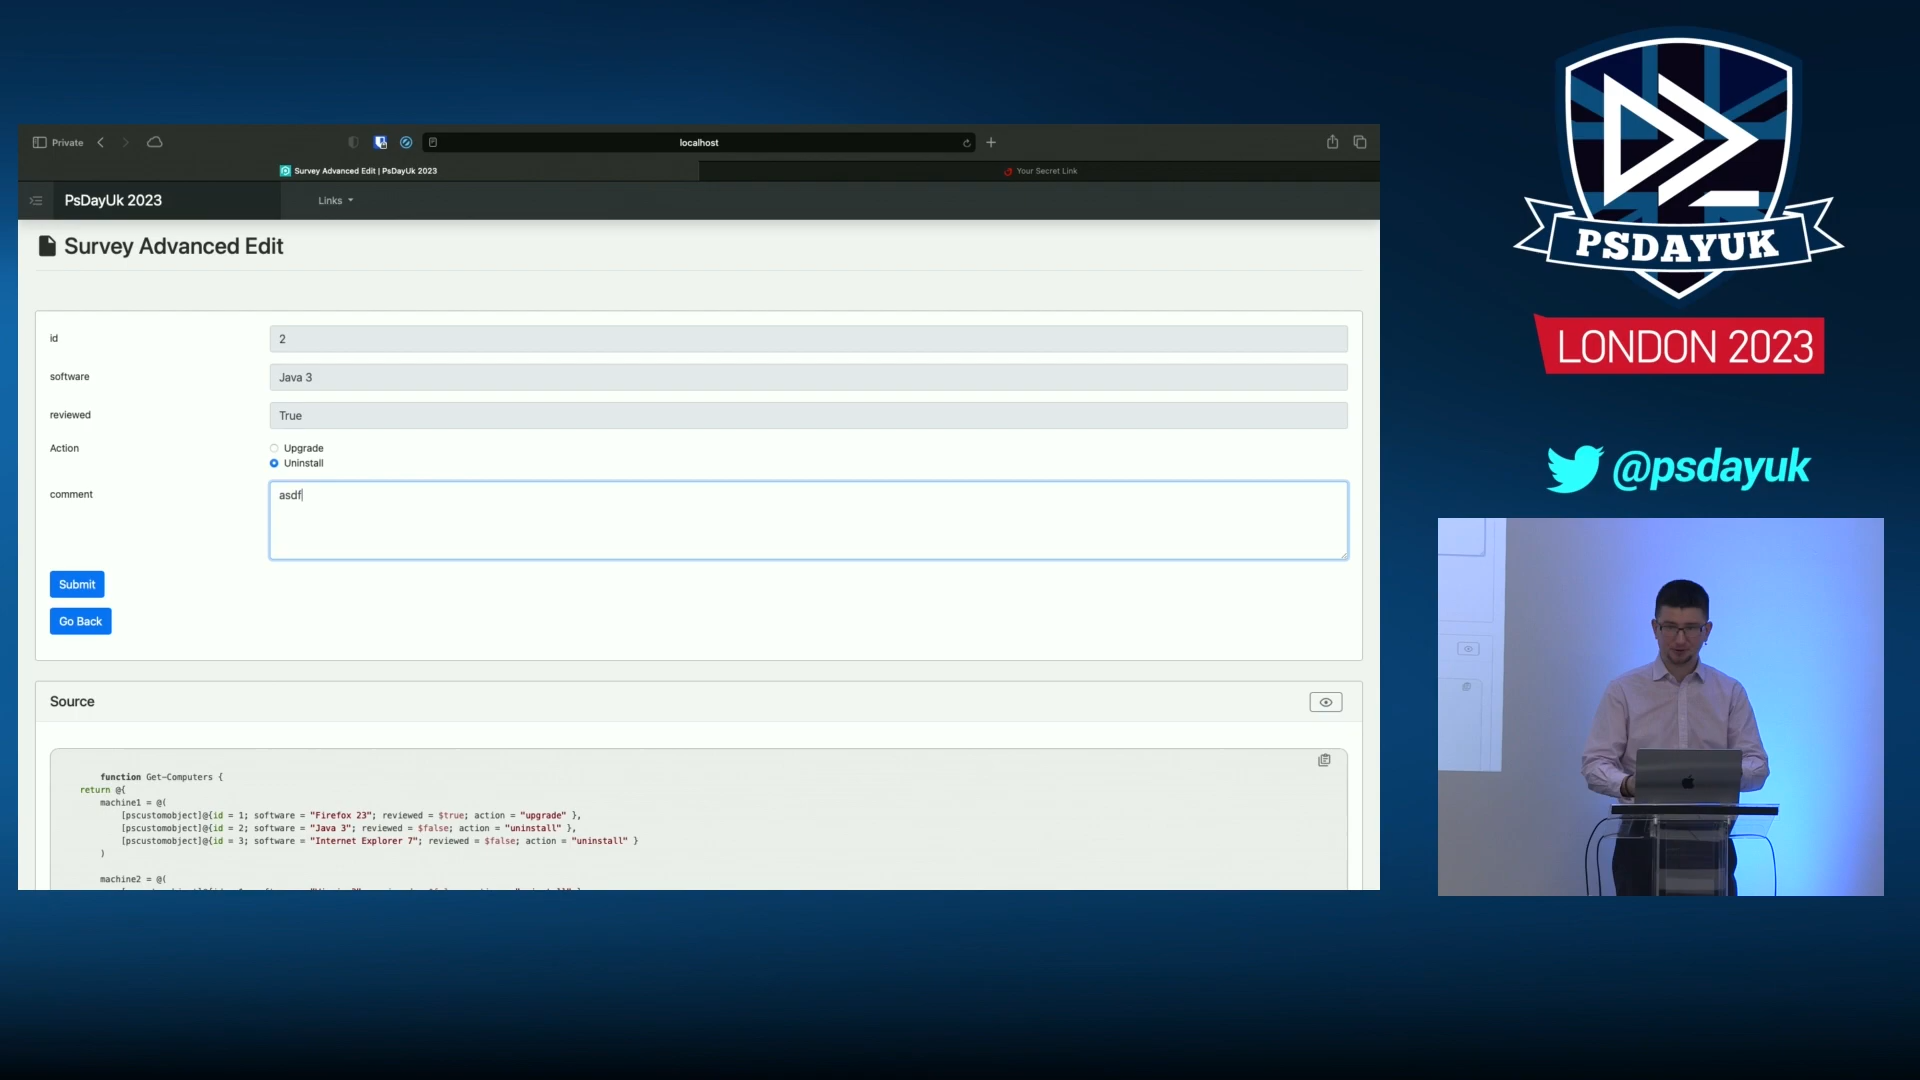 Private
localhost
Survey Advanced Edit | PsDayUk 2023
Your Secret Link
PsDayUk 2023
Links
Survey Advanced Edit
id
2
software
Java 3
reviewed
True
Action
Upgrade
Uninstall
comment
asdf
Submit
Go Back
Source
function Get-Computers {
return @{
machine1 = @(
[pscustomobject]@{id = 1; software = "Firefox 23"; reviewed = $true; action = "upgrade" },
[pscustomobject]@{id = 2; software = "Java 3"; reviewed = $false; action = "uninstall" },
[pscustomobject]@{id = 3; software = "Internet Explorer 7"; reviewed = $false; action = "uninstall" }
)
machine2 = @(
PSDAYUK
LONDON 2023
@psdayuk